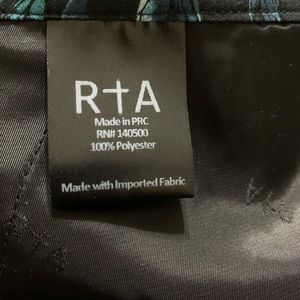 R†A
Made in PRC
RN# 140500
100% Polyester
Made with Imported Fabric
R†A
R†A